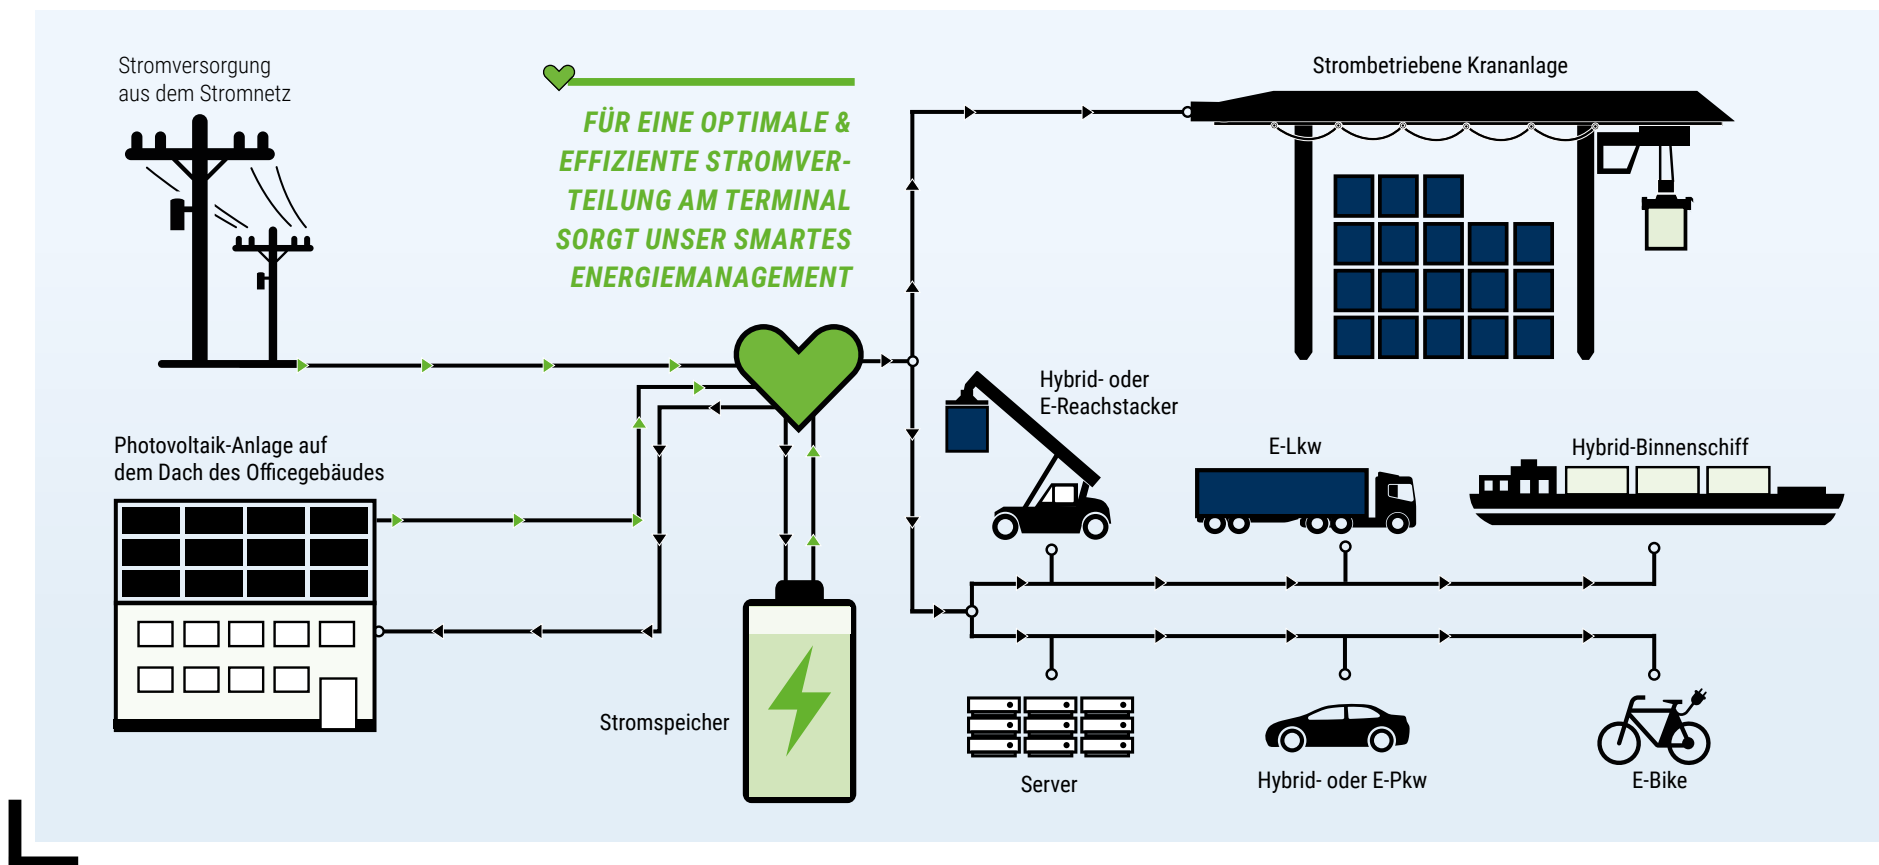 Stromversorgung
aus dem Stromnetz
FÜR EINE OPTIMALE &
EFFIZIENTE STROMVER-
TEILUNG AM TERMINAL
SORGT UNSER SMARTES
ENERGIEMANAGEMENT
Strombetriebene Krananlage
Hybrid- oder
E-Reachstacker
E-Lkw
Hybrid-Binnenschiff
Photovoltaik-Anlage auf
dem Dach des Officegebäudes
Stromspeicher
Server
Hybrid- oder E-Pkw
E-Bike